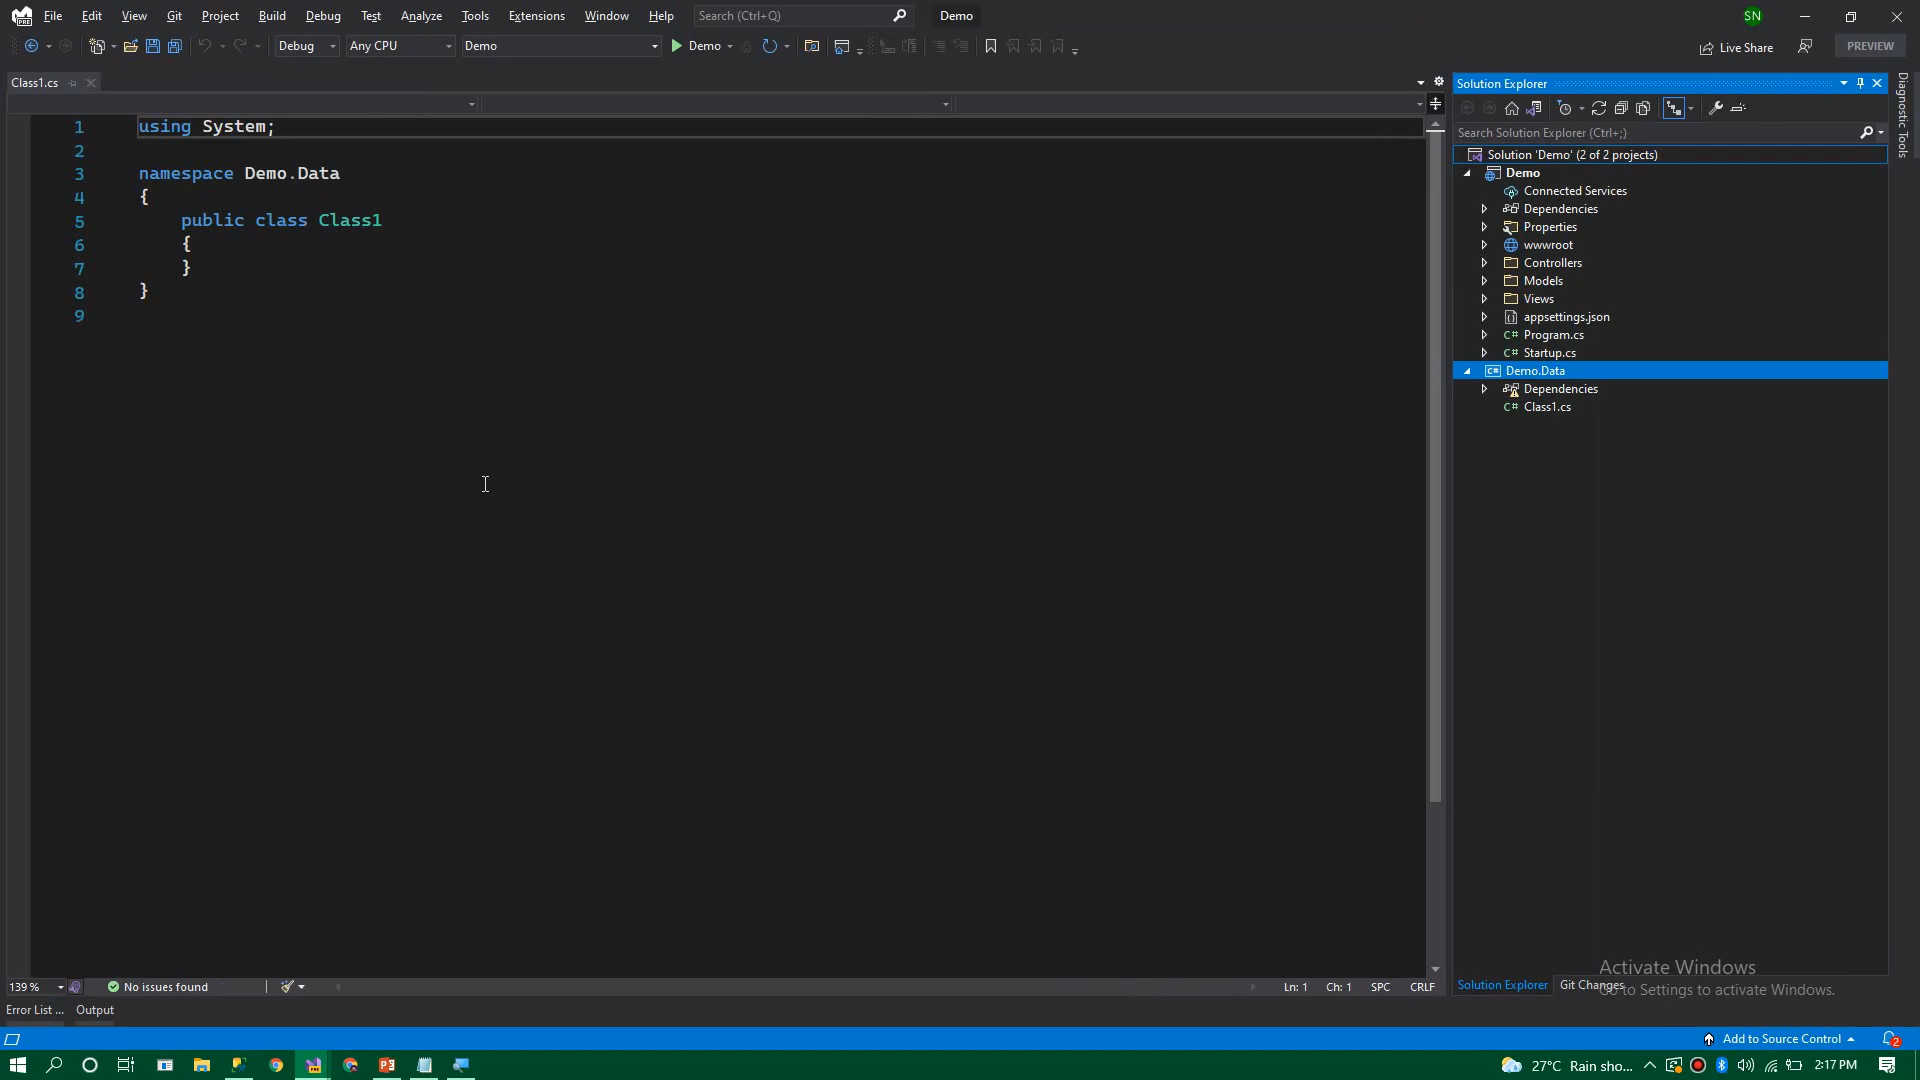 File Edit View Git Project Build Debug Test Analyze Tools Extensions Window Help Search (Ctrl+Q) Demo SN
Debug Any CPU Demo Demo Live Share PREVIEW
Class1.cs
1 using System;
2
3 namespace Demo.Data
4 {
5 public class Class1
6 {
7 }
8 }
9
Solution Explorer
Search Solution Explorer (Ctrl+;)
Solution 'Demo' (2 of 2 projects)
Demo
Connected Services
Dependencies
Properties
wwwroot
Controllers
Models
Views
appsettings.json
C# Program.cs
C# Startup.cs
C# Demo.Data
Dependencies
C# Class1.cs
Diagnostic Tools
Activate Windows
Go to Settings to activate Windows.
Solution Explorer Git Changes
139 % No issues found Ln: 1 Ch: 1 SPC CRLF
Error List ... Output
Add to Source Control 2
27°C Rain sho... 2:17 PM